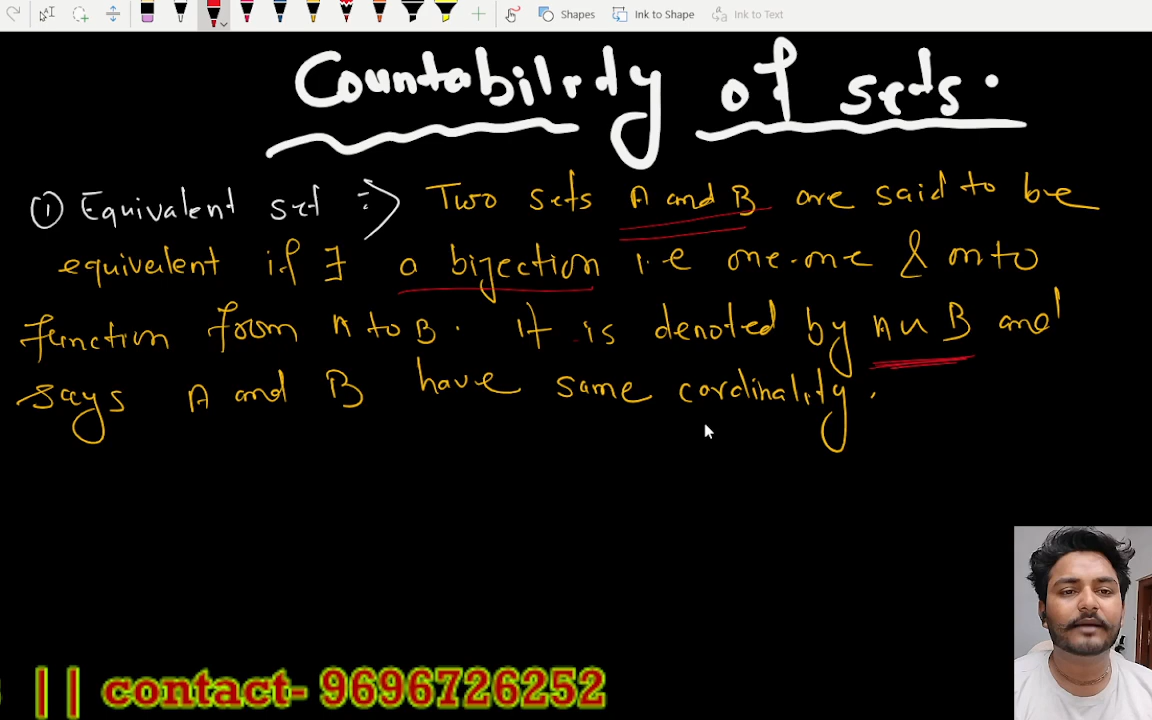 Shapes Ink to Shape Ink to Text
Countability of sets.
① Equivalent set :⇒ Two sets A and B are said to be
equivalent if ∃ a bijection i.e one-one & onto
function from A to B. It is denoted by A ~ B and
says A and B have same cardinality.
|| contact- 9696726252